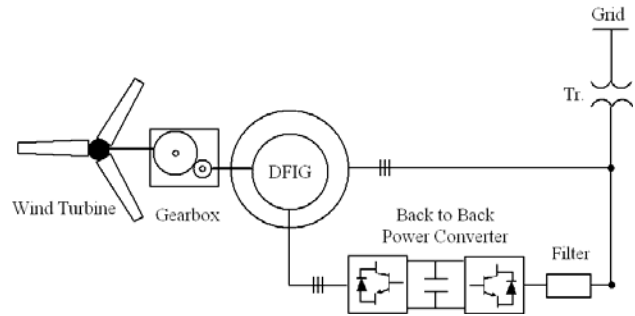 Grid
Tr.
DFIG
Wind Turbine
Gearbox
Back to Back
Power Converter
Filter